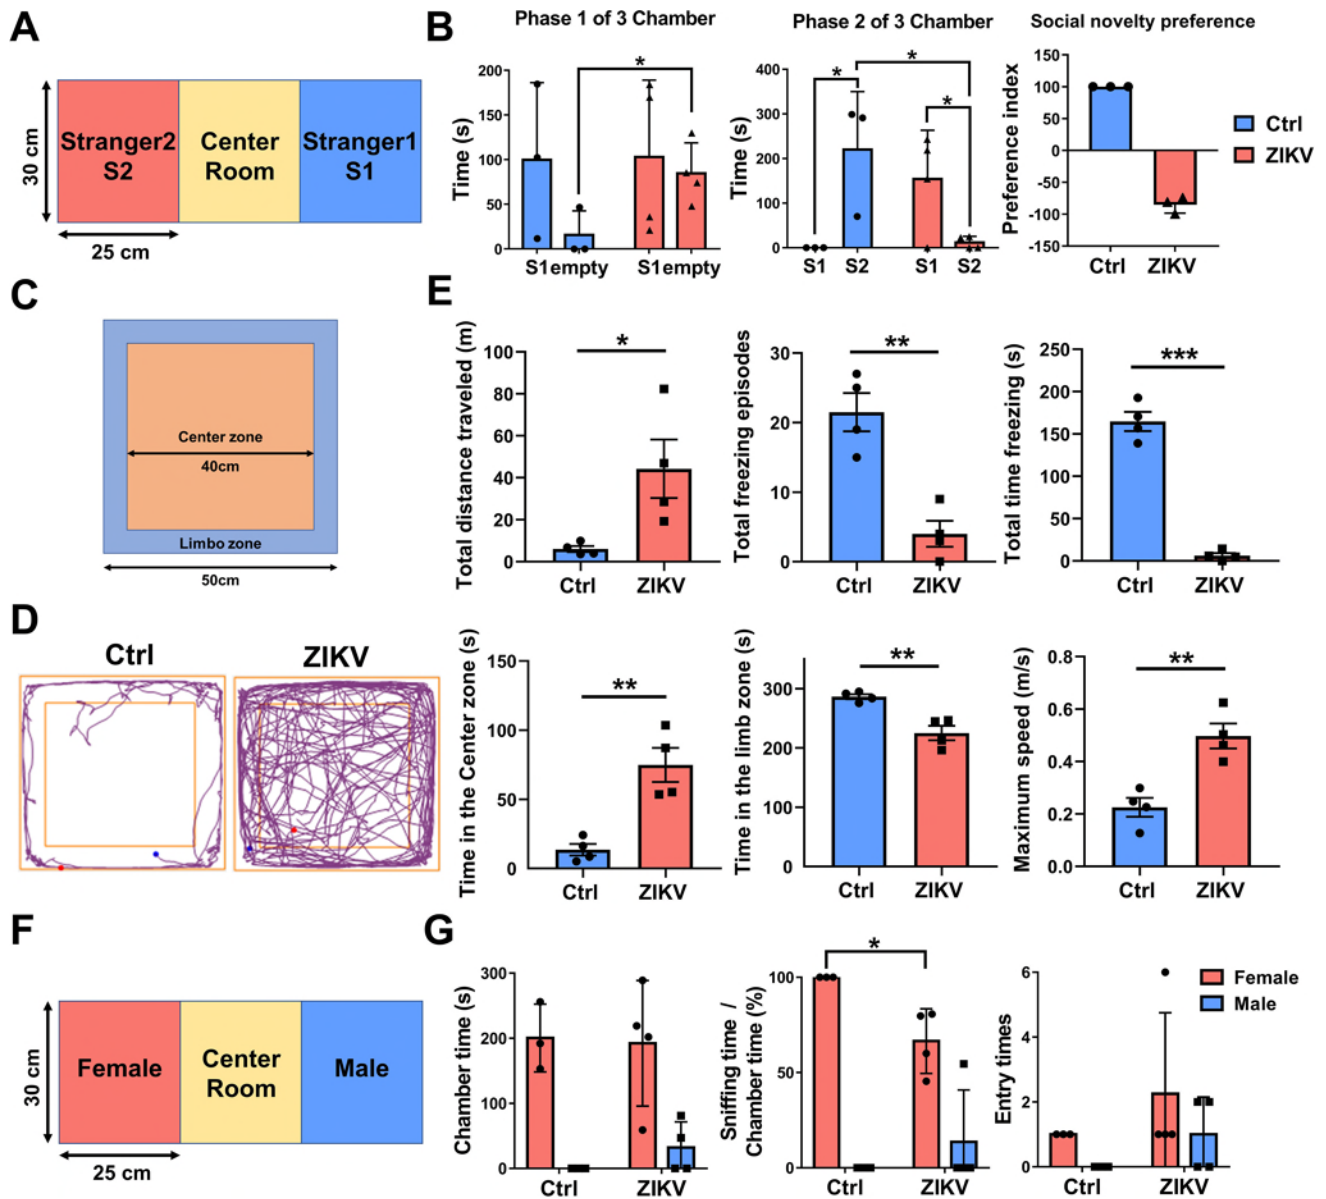 A
30 cm
Stranger2
S2
Center
Room
Stranger1
S1
25 cm
B
Phase 1 of 3 Chamber
Time (s)
200
150
100
50
0
*
S1 empty
S1 empty
Phase 2 of 3 Chamber
Time (s)
400
300
200
100
0
*
*
*
S1
S2
S1
S2
Social novelty preference
Preference index
150
100
50
0
-50
-100
-150
Ctrl
ZIKV
Ctrl
ZIKV
C
Center zone
40cm
Limbo zone
50cm
D
Ctrl
ZIKV
E
Total distance traveled (m)
100
80
60
40
20
0
*
Ctrl
ZIKV
Total freezing episodes
30
20
10
0
**
Ctrl
ZIKV
Total time freezing (s)
250
200
150
100
50
0
***
Ctrl
ZIKV
Time in the Center zone (s)
150
100
50
0
**
Ctrl
ZIKV
Time in the limb zone (s)
300
200
100
0
**
Ctrl
ZIKV
Maximum speed (m/s)
0.8
0.6
0.4
0.2
0.0
**
Ctrl
ZIKV
F
30 cm
Female
Center
Room
Male
25 cm
G
Chamber time (s)
300
200
100
0
Ctrl
ZIKV
Sniffing time /
Chamber time (%)
100
50
0
*
Ctrl
ZIKV
Entry times
6
4
2
0
Ctrl
ZIKV
Female
Male